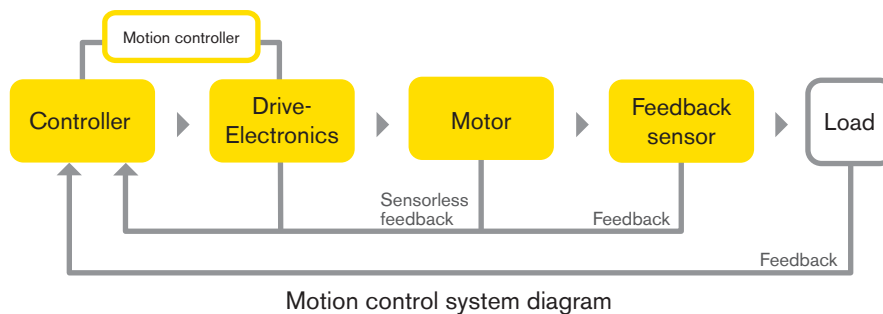 Motion controller
Controller
Drive-
Electronics
Motor
Feedback
sensor
Load
Sensorless
feedback
Feedback
Feedback
Motion control system diagram